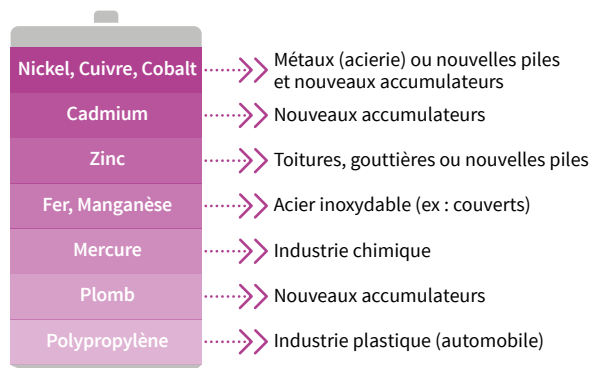 Nickel, Cuivre, Cobalt
Métaux (acierie) ou nouvelles piles
et nouveaux accumulateurs
Cadmium
Nouveaux accumulateurs
Zinc
Toitures, gouttières ou nouvelles piles
Fer, Manganèse
Acier inoxydable (ex : couverts)
Mercure
Industrie chimique
Plomb
Nouveaux accumulateurs
Polypropylène
Industrie plastique (automobile)